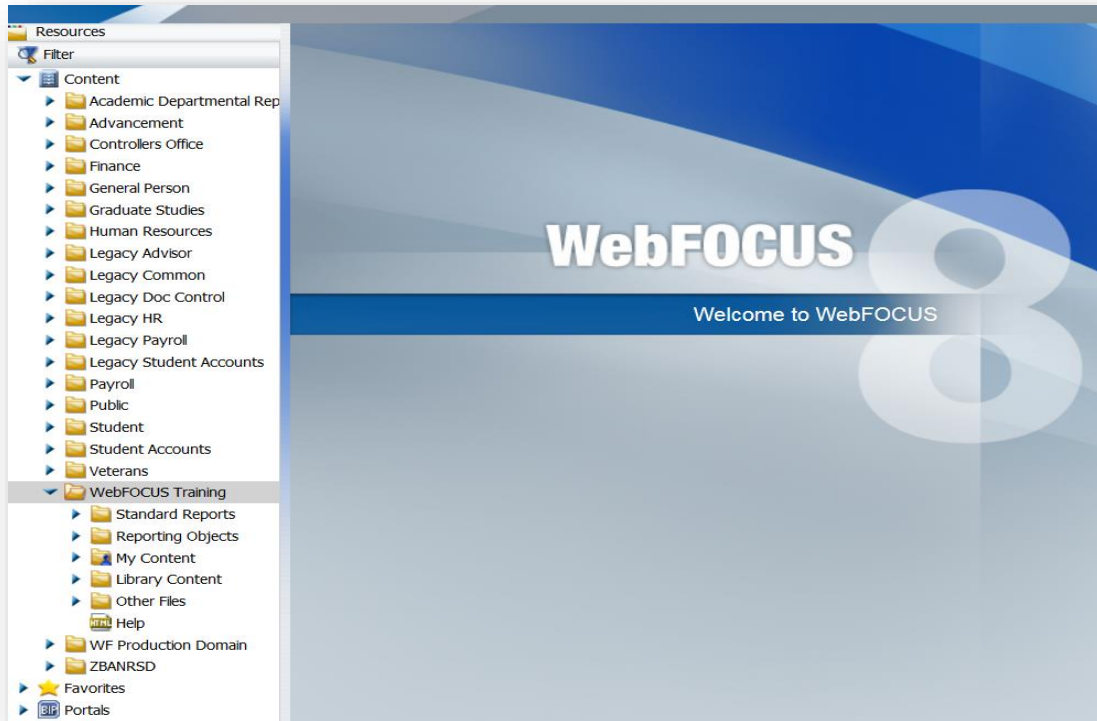 Resources
Filter
Content
Academic Departmental Rep
Advancement
Controllers Office
Finance
General Person
Graduate Studies
Human Resources
Legacy Advisor
Legacy Common
Legacy Doc Control
Legacy HR
Legacy Payroll
Legacy Student Accounts
Payroll
Public
Student
Student Accounts
Veterans
WebFOCUS Training
Standard Reports
Reporting Objects
My Content
Library Content
Other Files
HTML Help
WF Production Domain
ZBANRSD
Favorites
BIP Portals
WebFOCUS 8
Welcome to WebFOCUS